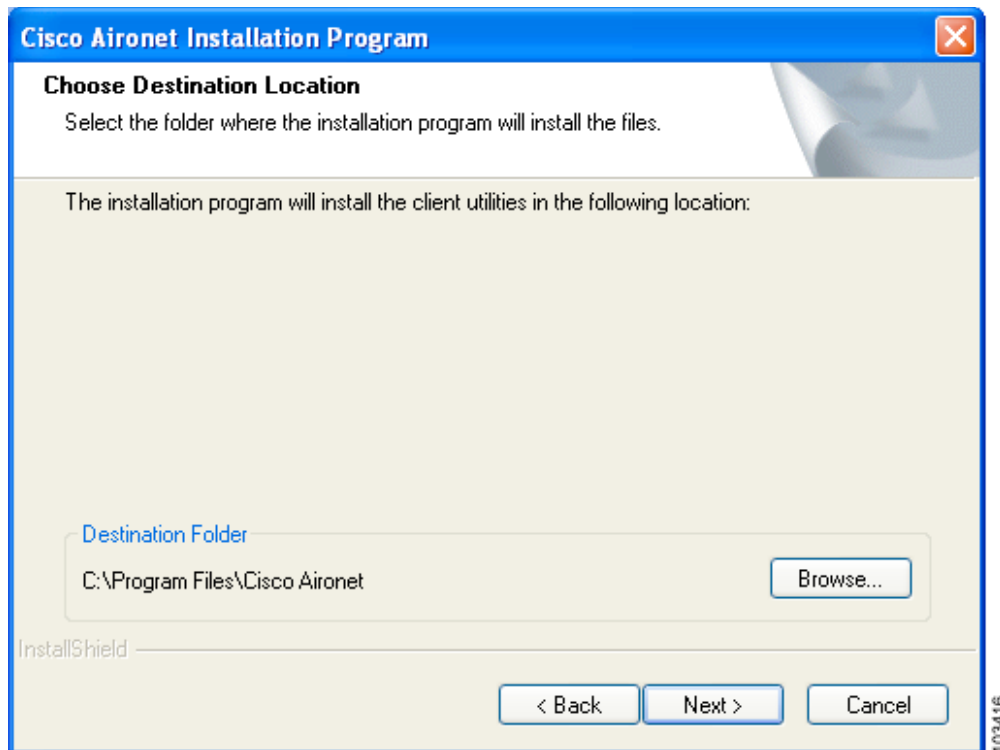 Cisco Aironet Installation Program
Choose Destination Location
Select the folder where the installation program will install the files.
The installation program will install the client utilities in the following location:
Destination Folder
C:\Program Files\Cisco Aironet
Browse...
InstallShield
< Back
Next >
Cancel
103416